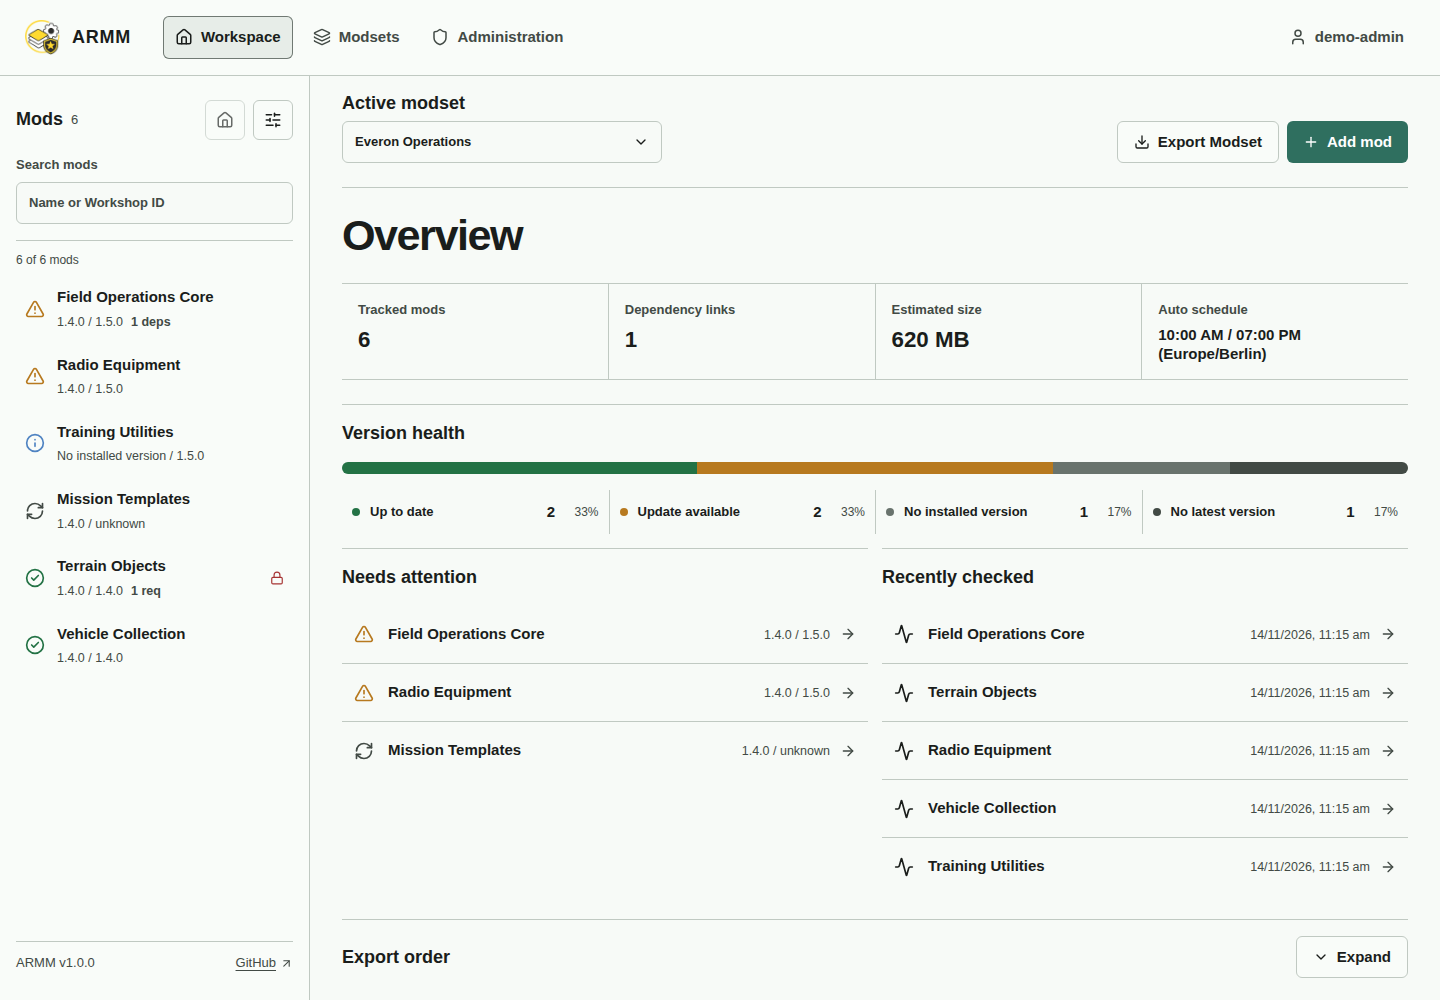 ARMM
Workspace
Modsets
Administration
demo-admin
Mods 6
Search mods
Name or Workshop ID
6 of 6 mods
Field Operations Core
1.4.0 / 1.5.0 1 deps
Radio Equipment
1.4.0 / 1.5.0
Training Utilities
No installed version / 1.5.0
Mission Templates
1.4.0 / unknown
Terrain Objects
1.4.0 / 1.4.0 1 req
Vehicle Collection
1.4.0 / 1.4.0
ARMM v1.0.0
GitHub
Active modset
Everon Operations
Export Modset
Add mod
Overview
Tracked mods
6
Dependency links
1
Estimated size
620 MB
Auto schedule
10:00 AM / 07:00 PM
(Europe/Berlin)
Version health
Up to date 2 33%
Update available 2 33%
No installed version 1 17%
No latest version 1 17%
Needs attention
Field Operations Core 1.4.0 / 1.5.0
Radio Equipment 1.4.0 / 1.5.0
Mission Templates 1.4.0 / unknown
Recently checked
Field Operations Core 14/11/2026, 11:15 am
Terrain Objects 14/11/2026, 11:15 am
Radio Equipment 14/11/2026, 11:15 am
Vehicle Collection 14/11/2026, 11:15 am
Training Utilities 14/11/2026, 11:15 am
Export order
Expand